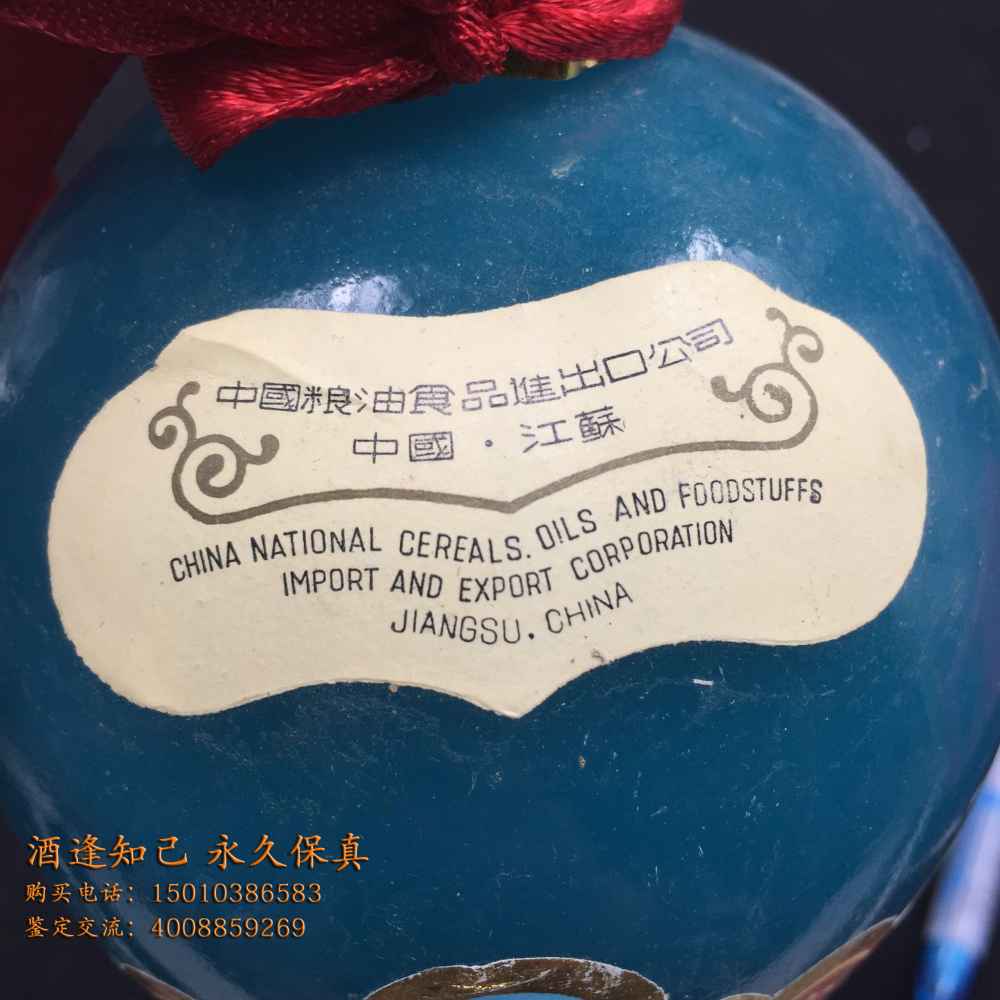 中國粮油食品進出口公司
中國·江蘇
CHINA NATIONAL CEREALS. OILS AND FOODSTUFFS
IMPORT AND EXPORT CORPORATION
JIANGSU. CHINA
酒逢知己 永久保真
购买电话：15010386583
鉴定交流：4008859269